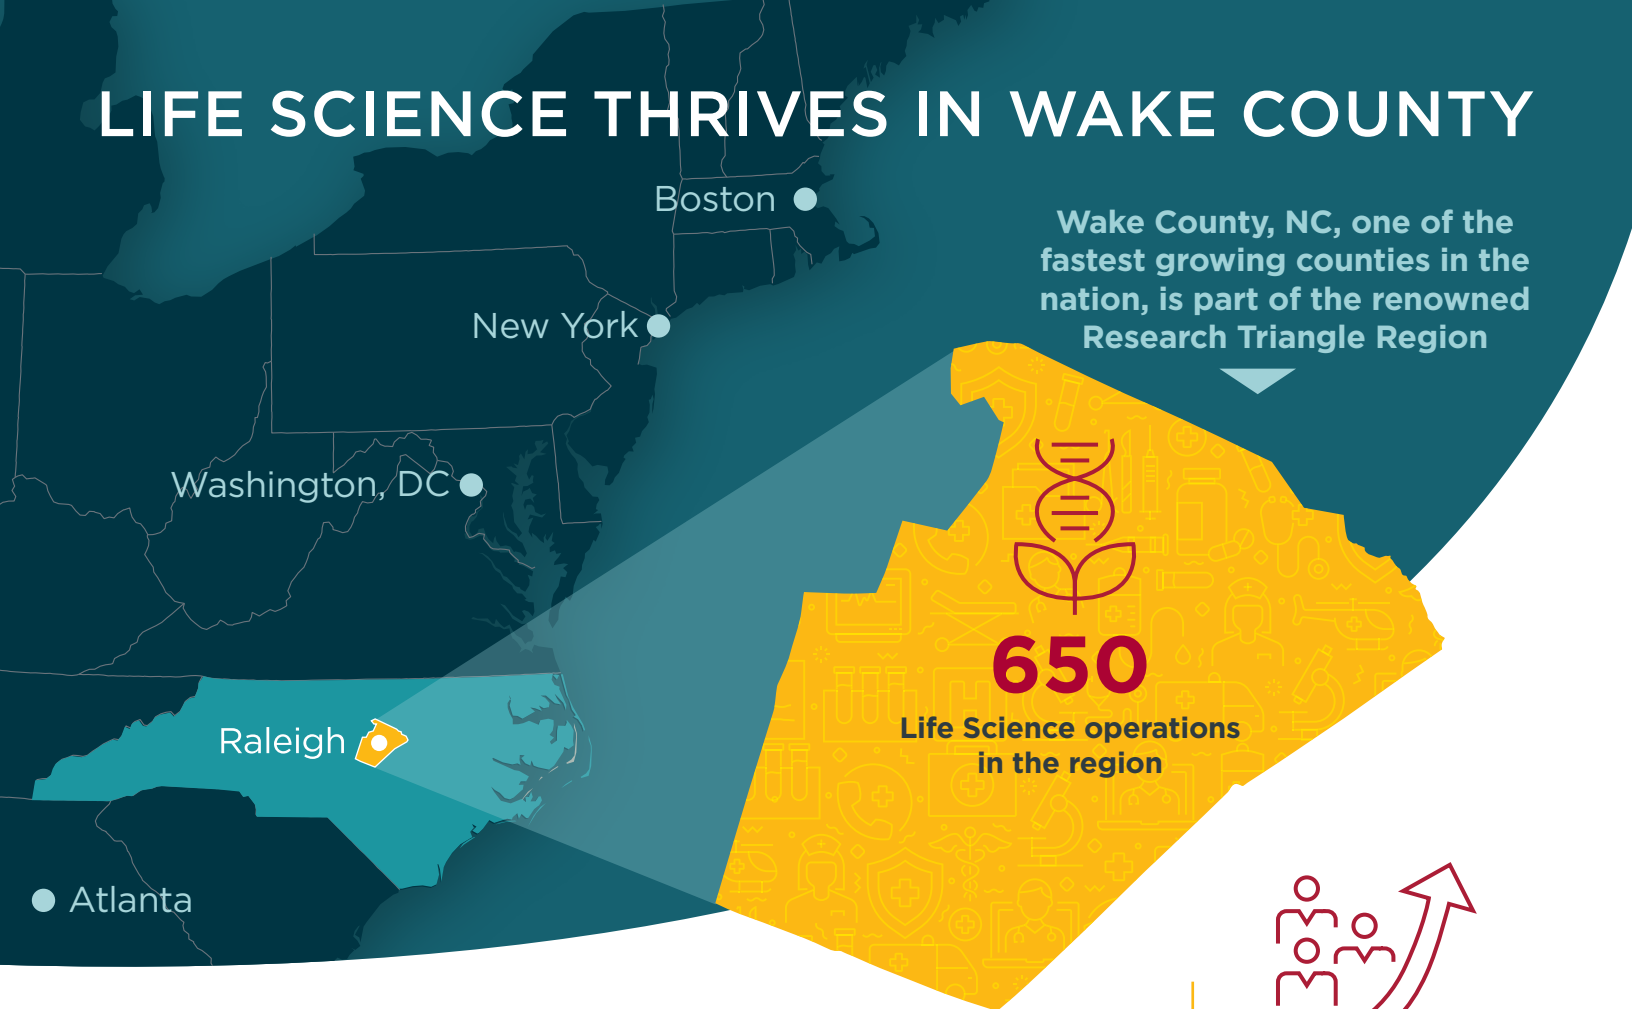 LIFE SCIENCE THRIVES IN WAKE COUNTY
Boston
Wake County, NC, one of the
fastest growing counties in the
nation, is part of the renowned
Research Triangle Region
New York
Washington, DC
650
Life Science operations
in the region
Raleigh
Atlanta